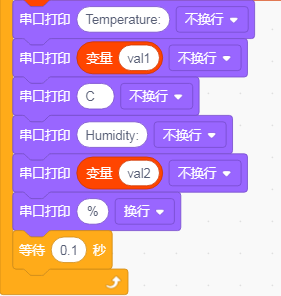 串口打印 Temperature: 不换行
串口打印 变量 val1 不换行
串口打印 C 不换行
串口打印 Humidity: 不换行
串口打印 变量 val2 不换行
串口打印 % 换行
等待 0.1 秒